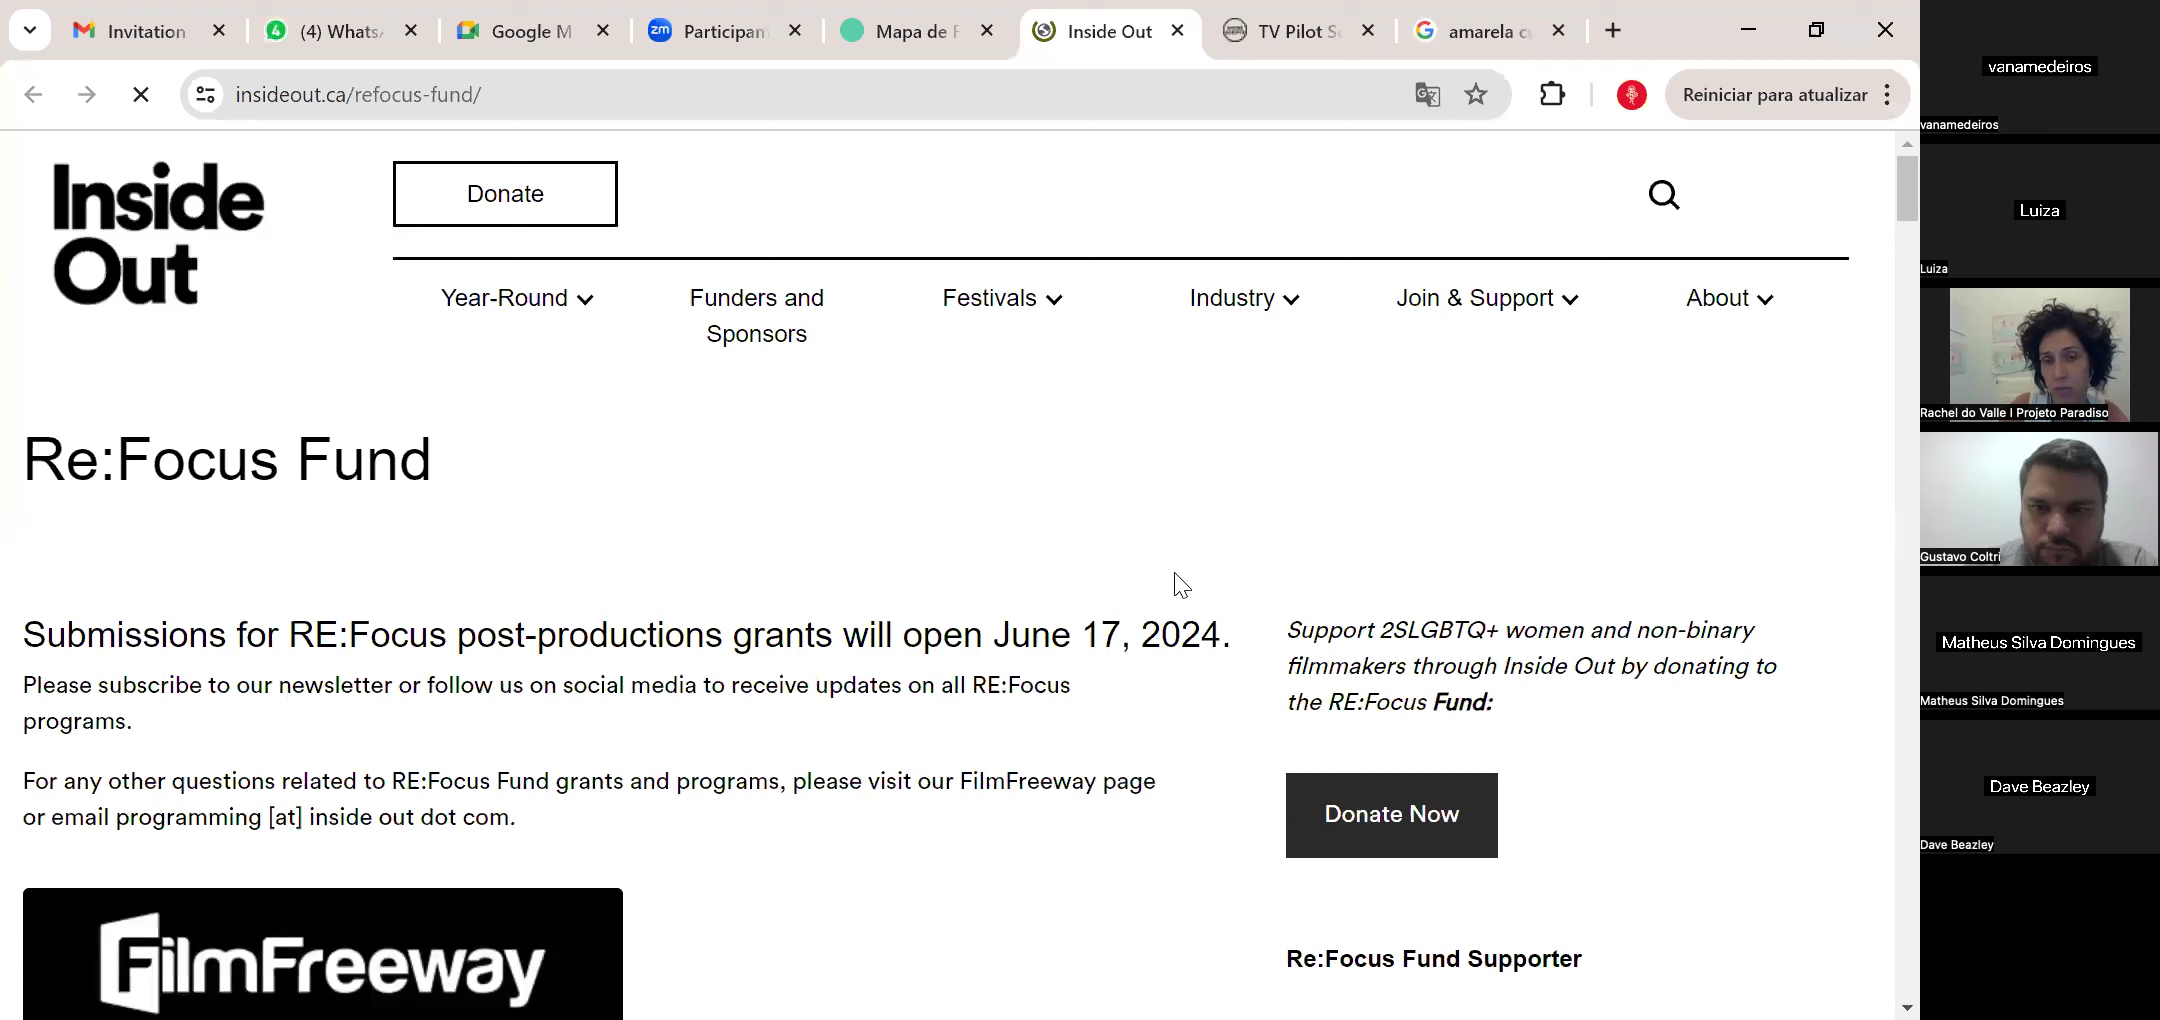 Invitation
(4) Whats
Google M
zm
Participan
Mapa de F
Inside Out
TV Pilot S
amarela c
insideout.ca/refocus-fund/
Reiniciar para atualizar
Inside
Out
Donate
Year-Round
Funders and
Sponsors
Festivals
Industry
Join & Support
About
Re:Focus Fund
Submissions for RE:Focus post-productions grants will open June 17, 2024.
Please subscribe to our newsletter or follow us on social media to receive updates on all RE:Focus
programs.
For any other questions related to RE:Focus Fund grants and programs, please visit our FilmFreeway page
or email programming [at] inside out dot com.
FilmFreeway
Support 2SLGBTQ+ women and non-binary
filmmakers through Inside Out by donating to
the RE:Focus Fund:
Donate Now
Re:Focus Fund Supporter
vanamedeiros
vanamedeiros
Luiza
Luiza
Rachel do Valle I Projeto Paradiso
Gustavo Coltri
Matheus Silva Domingues
Matheus Silva Domingues
Dave Beazley
Dave Beazley